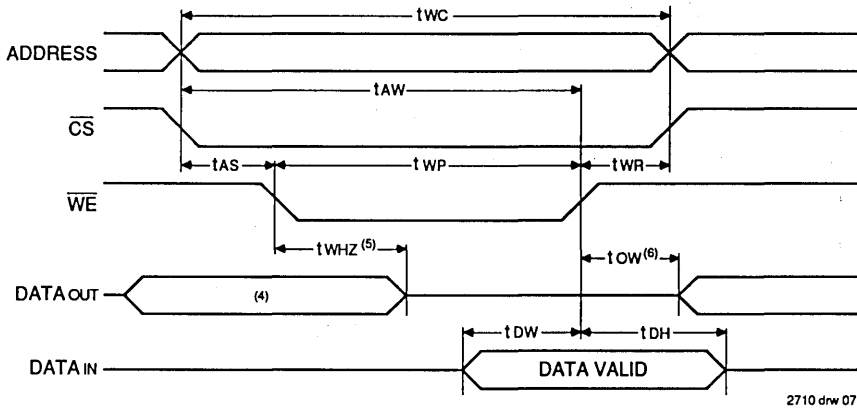 tWC
ADDRESS
tAW
CS
tAS
tWP
tWR
WE
tWHZ (5)
tOW (6)
DATA OUT
(4)
tDW
tDH
DATA IN
DATA VALID
2710 drw 07